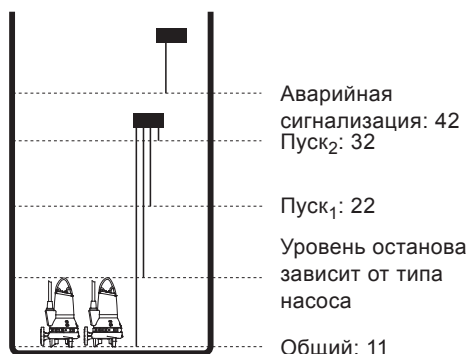 Аварийная
сигнализация: 42
Пуск₂: 32
Пуск₁: 22
Уровень останова
зависит от типа
насоса
Общий: 11